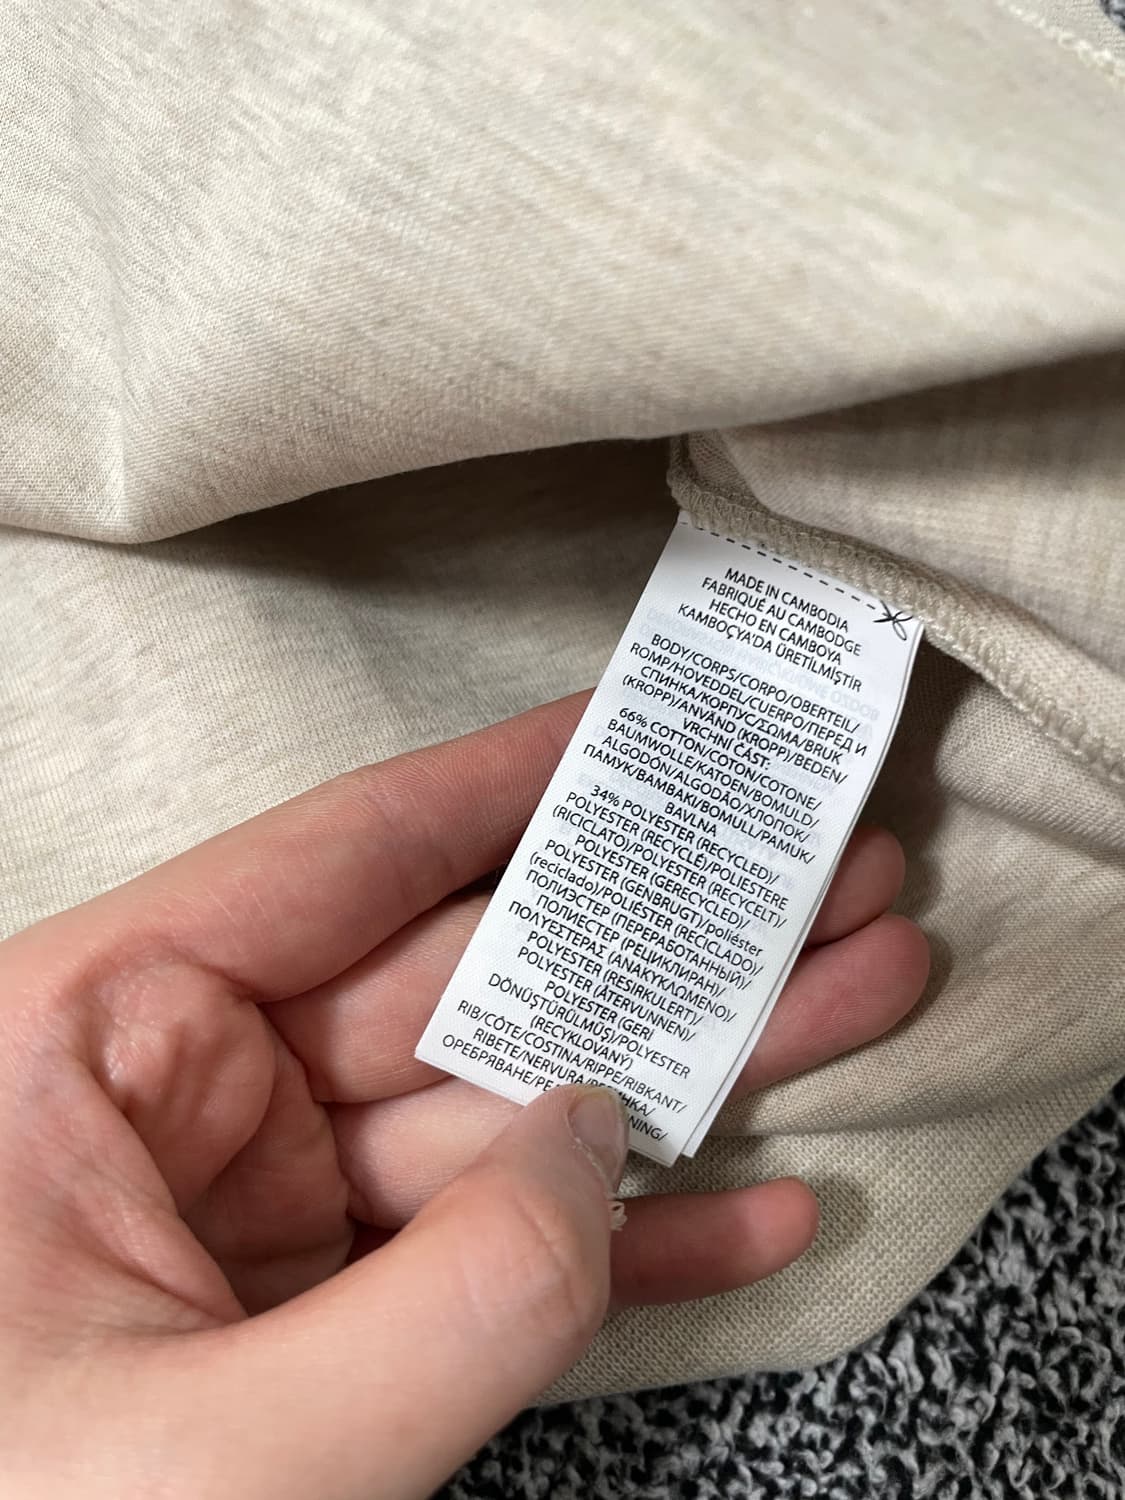 MADE IN CAMBODIA
FABRIQUÉ AU CAMBODGE
HECHO EN CAMBOYA
KAMBOÇYA'DA ÜRETİLMİŞTİR
BODY/CORPS/CORPO/OBERTEIL/
ROMP/HOVEDDEL/CUERPO/ПЕРЕД И
СПИНКА/КОРПУС/ΣΩΜΑ/BRUK
(KROPP)/ANVÄND (KROPP)/BEDEN/
VRCHNÍ ČÁST:
66% COTTON/COTON/COTONE/
BAUMWOLLE/KATOEN/BOMULD/
ALGODÓN/ALGODÃO/ХЛОПОК/
ПАМУК/ΒΑΜΒΑΚΙ/BOMULL/PAMUK/
BAVLNA
34% POLYESTER (RECYCLED)/
POLYESTER (RECYCLÉ)/POLIESTERE
(RICICLATO)/POLYESTER (RECYCELT)/
POLYESTER (GERECYCLED)/
POLYESTER (GENBRUGT)/poliéster
(reciclado)/POLIÉSTER (RECICLADO)/
ПОЛИЭСТЕР (ПЕРЕРАБОТАННЫЙ)/
ПОЛИЕСТЕР (РЕЦИКЛИРАН)/
ΠΟΛΥΕΣΤΕΡΑΣ (ΑΝΑΚΥΚΛΩΜΕΝΟ)/
POLYESTER (RESIRKULERT)/
POLYESTER (ÅTERVUNNEN)/
POLYESTER (GERİ
DÖNÜŞTÜRÜLMÜŞ)/POLYESTER
(RECYKLOVANÝ)
RIB/CÔTE/COSTINA/RIPPE/RIBKANT/
RIBETE/NERVURA/
ОРЕБРЯВАНЕ/